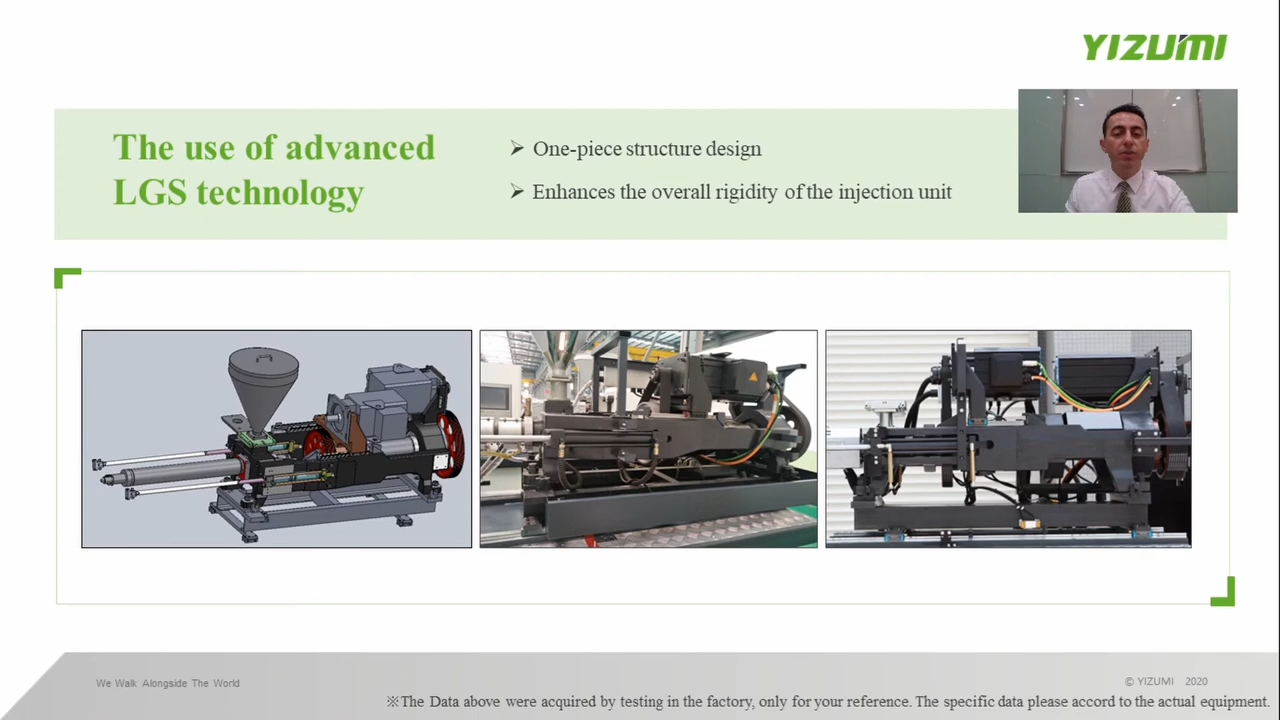 YIZUMI
The use of advanced
LGS technology
➢ One-piece structure design
➢ Enhances the overall rigidity of the injection unit
We Walk Alongside The World
© YIZUMI 2020
※The Data above were acquired by testing in the factory, only for your reference. The specific data please accord to the actual equipment.